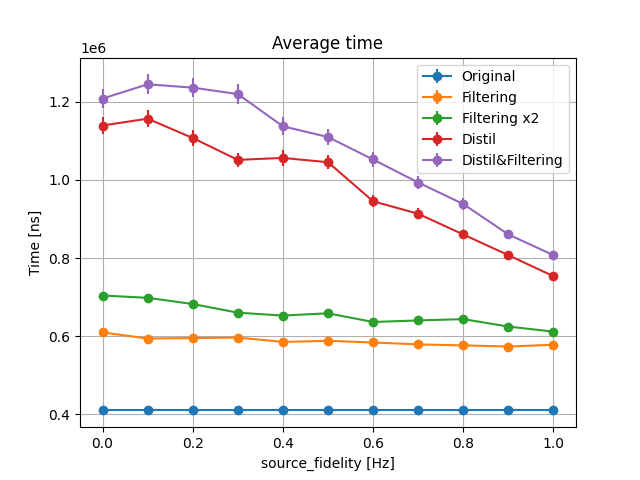 Average time
1e6
1.2
1.0
0.8
0.6
0.4
Time [ns]
0.0
0.2
0.4
0.6
0.8
1.0
source_fidelity [Hz]
Original
Filtering
Filtering x2
Distil
Distil&Filtering